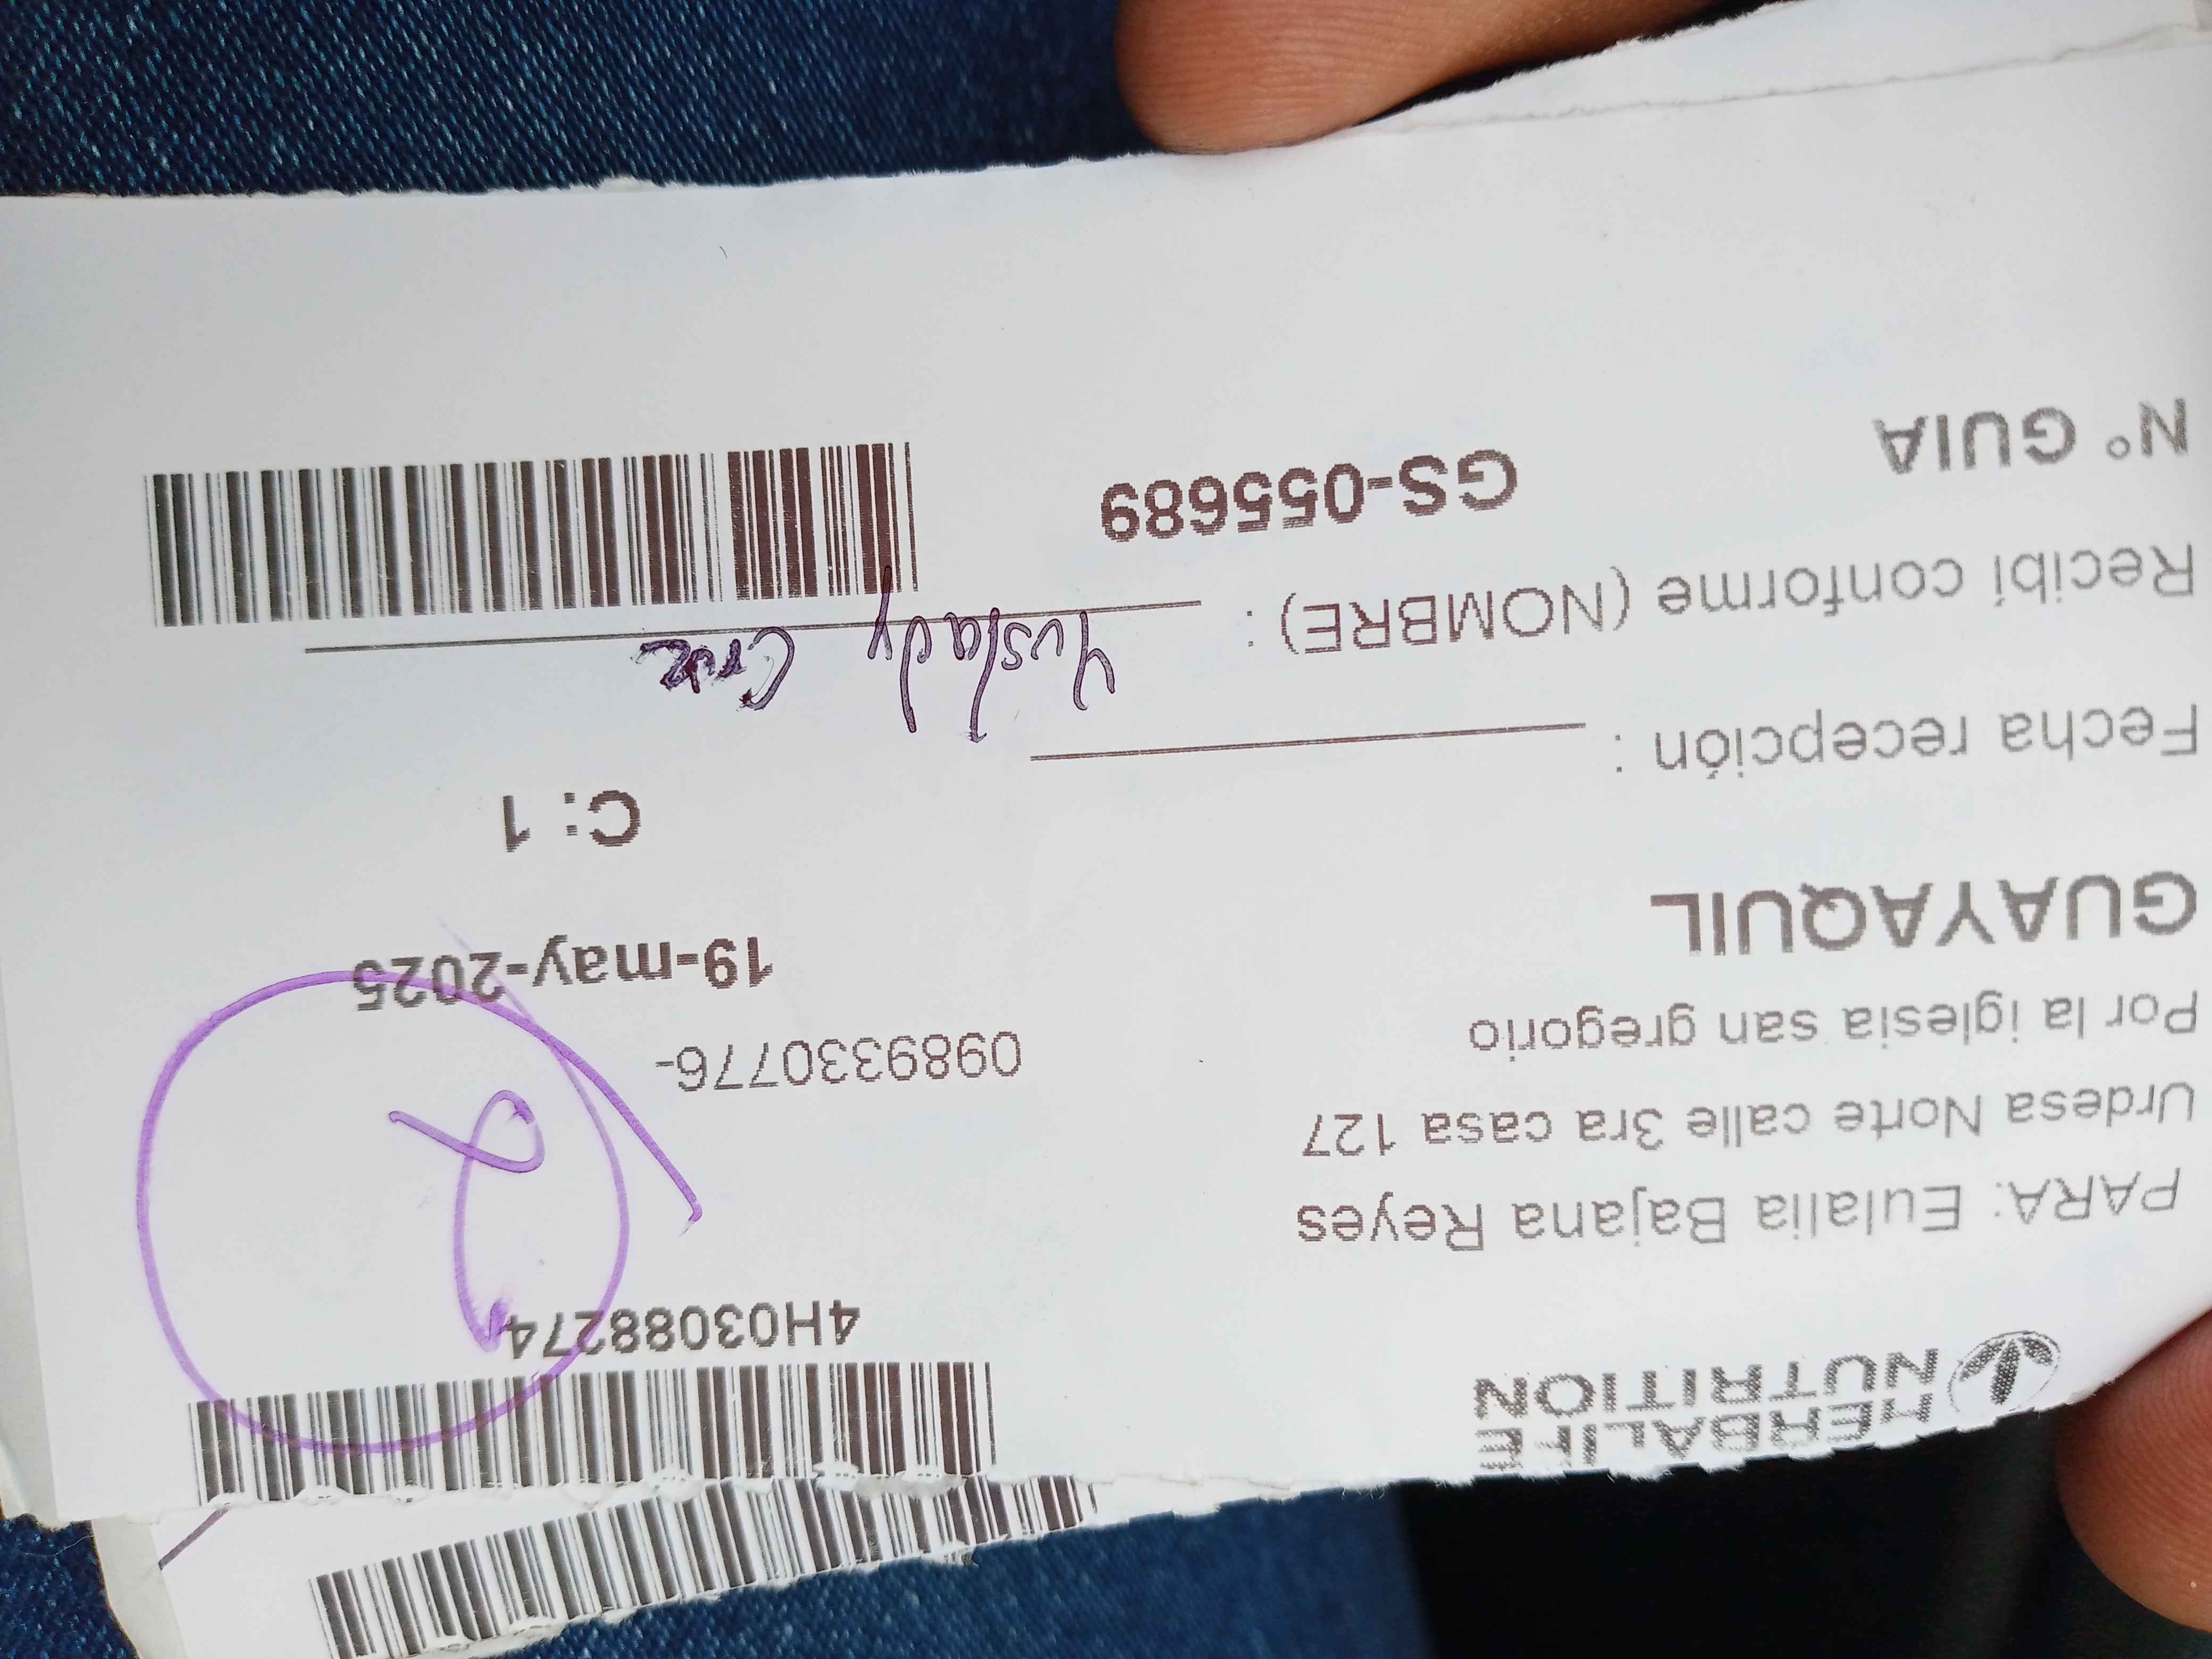 HERBALIFE
NUTRITION
4H03088274
PARA: Eulalia Bajana Reyes
Urdesa Norte calle 3ra casa 127
0989330776-
Por la iglesia san gregorio
GUAYAQUIL
19-may-2025
C: 1
Fecha recepción :
Recibí conforme (NOMBRE) : Yuslady Cruz
N° GUIA GS-055689